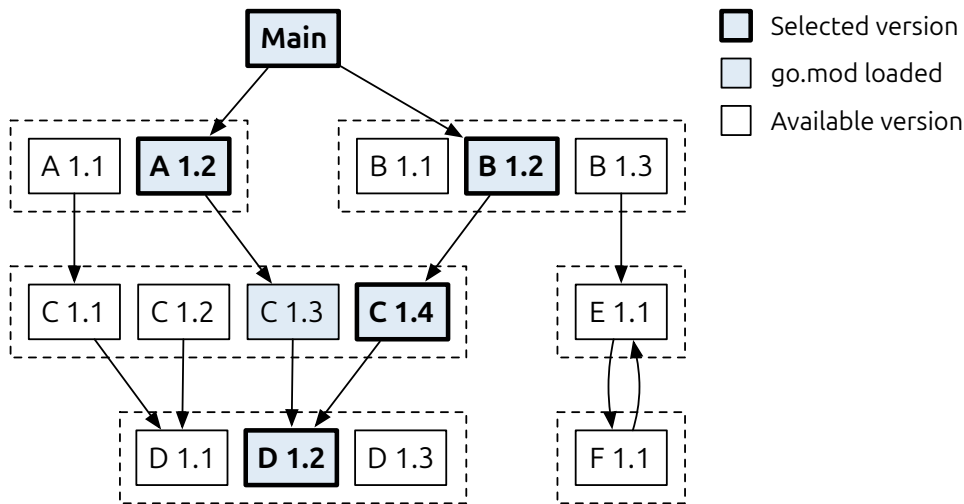 Main
Selected version
go.mod loaded
Available version
A 1.1
A 1.2
B 1.1
B 1.2
B 1.3
C 1.1
C 1.2
C 1.3
C 1.4
E 1.1
D 1.1
D 1.2
D 1.3
F 1.1